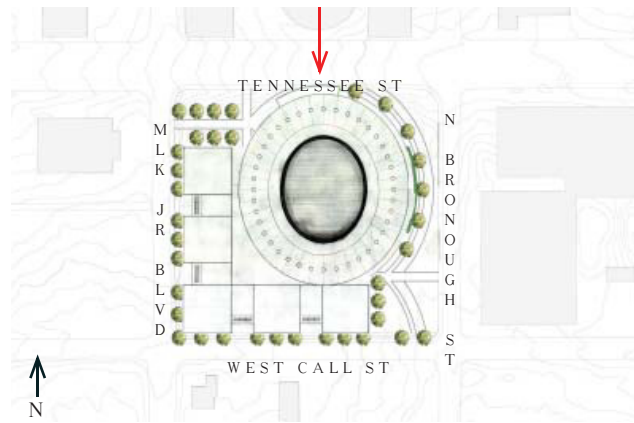 TENNESSEE ST
MLK JR BLVD
N BRONOUGH ST
WEST CALL ST
N